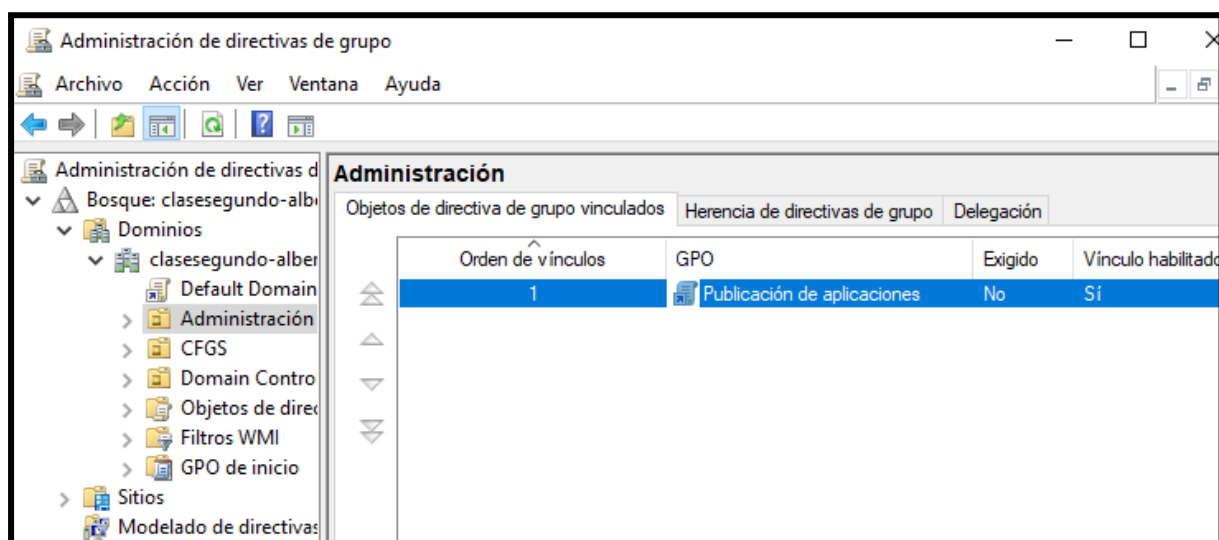 Administración de directivas de grupo
Archivo Acción Ver Ventana Ayuda
Administración de directivas d
Bosque: clasesegundo-albe
Dominios
clasesegundo-alber
Default Domain
Administración
CFGS
Domain Contro
Objetos de direc
Filtros WMI
GPO de inicio
Sitios
Modelado de directivas
Administración
Objetos de directiva de grupo vinculados Herencia de directivas de grupo Delegación
Orden de vínculos GPO Exigido Vínculo habilitado
1 Publicación de aplicaciones No Sí